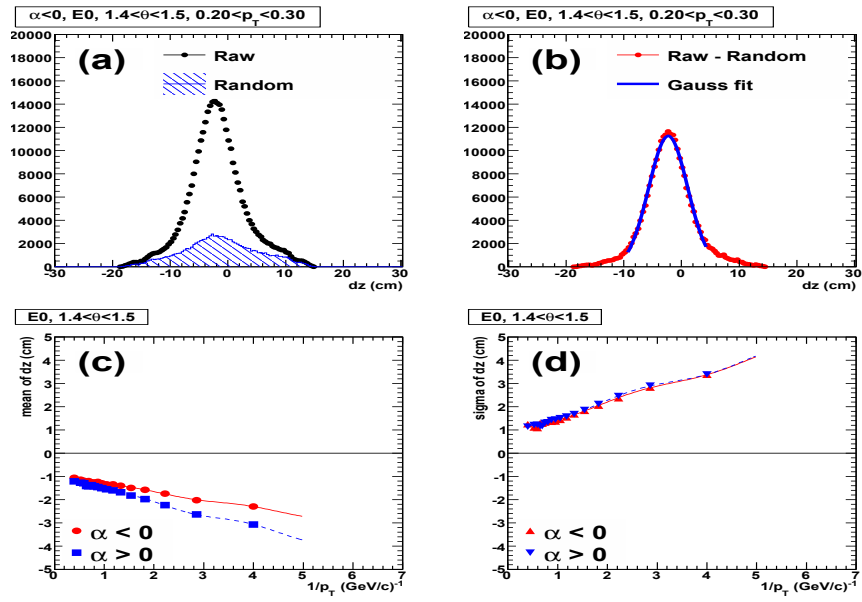 α<0, E0, 1.4<θ<1.5, 0.20<pT<0.30
(a)
Raw
Random
20000
18000
16000
14000
12000
10000
8000
6000
4000
2000
0
-30 -20 -10 0 10 20 30
dz (cm)
α<0, E0, 1.4<θ<1.5, 0.20<pT<0.30
(b)
Raw - Random
Gauss fit
20000
18000
16000
14000
12000
10000
8000
6000
4000
2000
0
-30 -20 -10 0 10 20 30
dz (cm)
E0, 1.4<θ<1.5
(c)
mean of dz (cm)
5
4
3
2
1
0
-1
-2
-3
-4
-5
α < 0
α > 0
0 1 2 3 4 5 6 7
1/pT (GeV/c)-1
E0, 1.4<θ<1.5
(d)
sigma of dz (cm)
5
4
3
2
1
0
-1
-2
-3
-4
-5
α < 0
α > 0
0 1 2 3 4 5 6 7
1/pT (GeV/c)-1